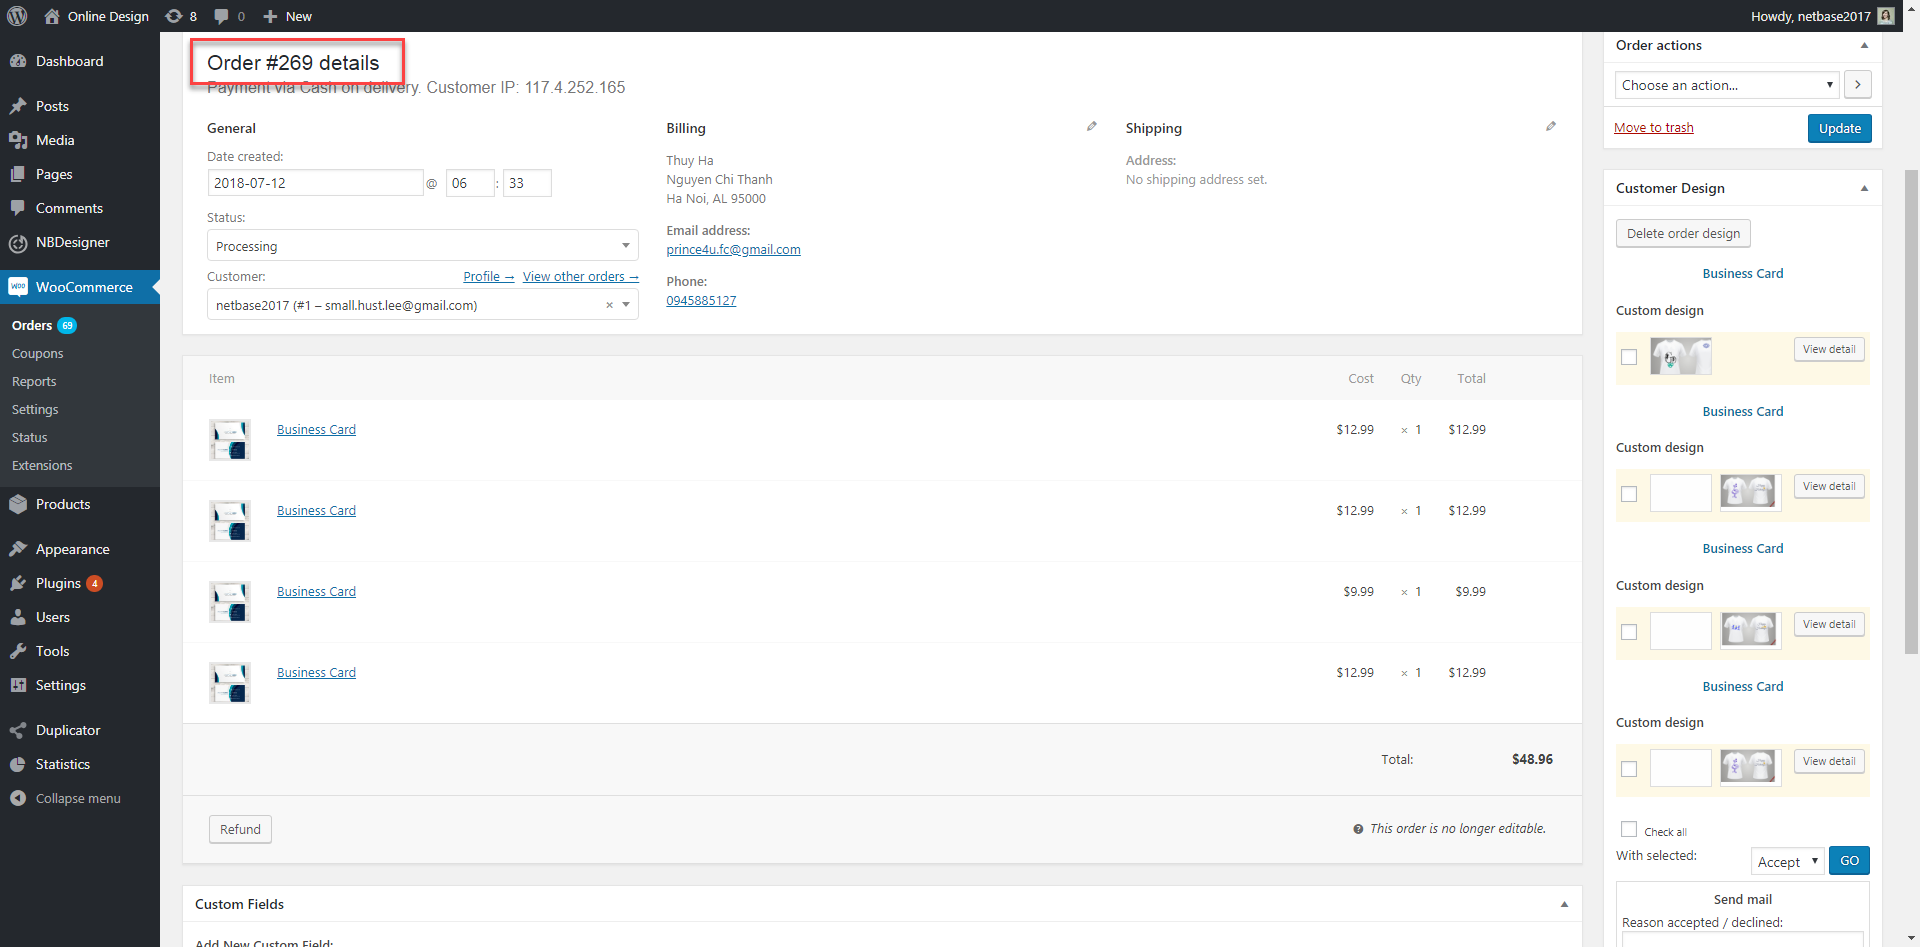 Online Design 8 0 New Howdy, netbase2017
Dashboard
Posts
Media
Pages
Comments
NBDesigner
WooCommerce
Orders 69
Coupons
Reports
Settings
Status
Extensions
Products
Appearance
Plugins 4
Users
Tools
Settings
Duplicator
Statistics
Collapse menu
Order #269 details
Payment via Cash on delivery. Customer IP: 117.4.252.165
General
Date created:
2018-07-12 @ 06 : 33
Status:
Processing
Customer: Profile → View other orders →
netbase2017 (#1 – small.hust.lee@gmail.com) ×
Billing
Thuy Ha
Nguyen Chi Thanh
Ha Noi, AL 95000
Email address:
prince4u.fc@gmail.com
Phone:
0945885127
Shipping
Address:
No shipping address set.
Item Cost Qty Total
Business Card $12.99 × 1 $12.99
Business Card $12.99 × 1 $12.99
Business Card $9.99 × 1 $9.99
Business Card $12.99 × 1 $12.99
Total: $48.96
Refund This order is no longer editable.
Custom Fields
Add New Custom Field:
Order actions
Choose an action...
Move to trash Update
Customer Design
Delete order design
Business Card
Custom design
View detail
Business Card
Custom design
View detail
Business Card
Custom design
View detail
Business Card
Custom design
View detail
Check all
With selected: Accept GO
Send mail
Reason accepted / declined: